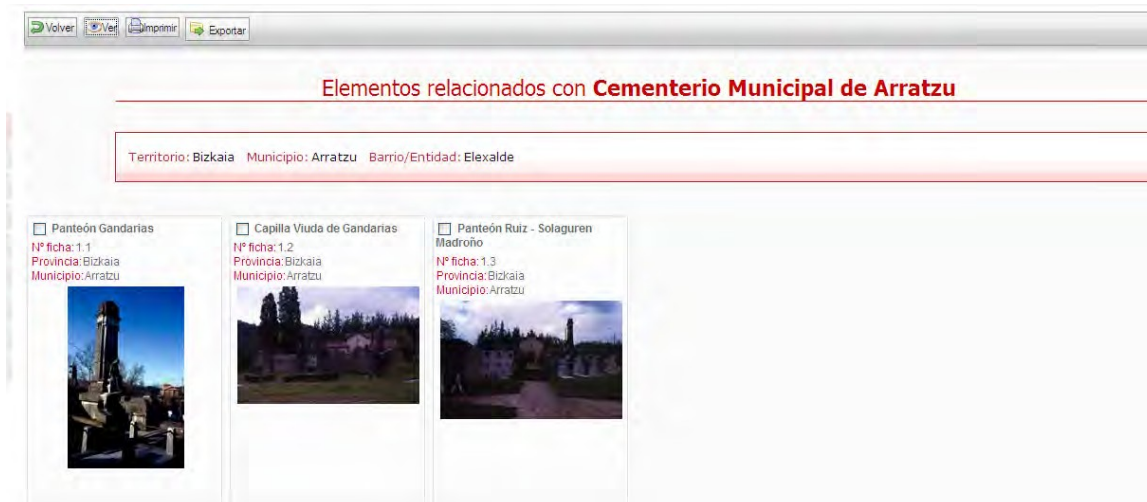 Volver Ver Imprimir Exportar
Elementos relacionados con Cementerio Municipal de Arratzu
Territorio: Bizkaia Municipio: Arratzu Barrio/Entidad: Elexalde
Panteón Gandarias
Nº ficha: 1.1
Provincia: Bizkaia
Municipio: Arratzu
Capilla Viuda de Gandarias
Nº ficha: 1.2
Provincia: Bizkaia
Municipio: Arratzu
Panteón Ruiz - Solaguren
Madroño
Nº ficha: 1.3
Provincia: Bizkaia
Municipio: Arratzu